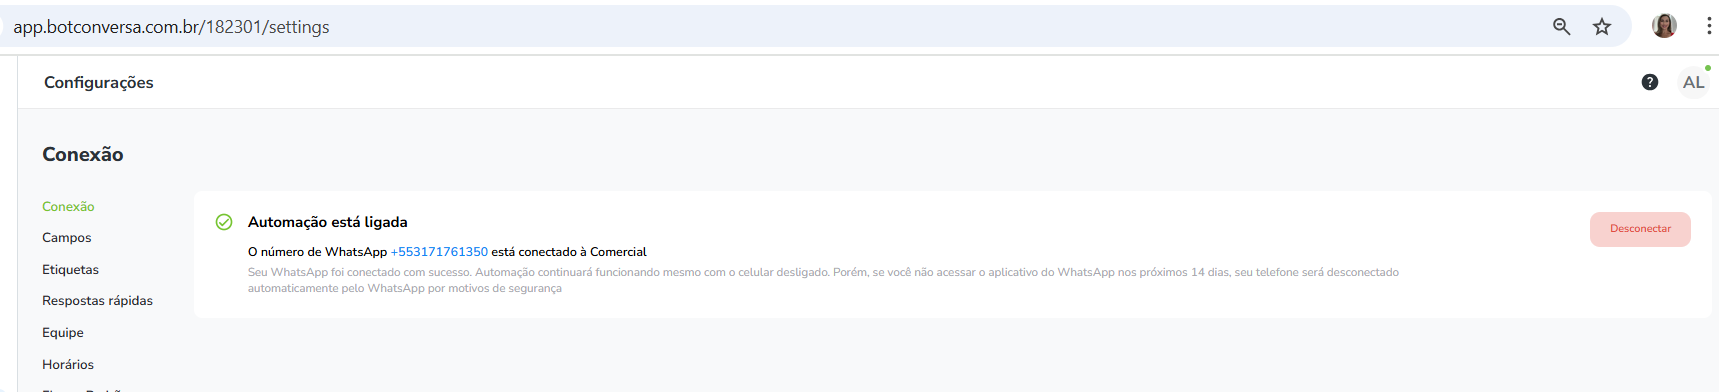 app.botconversa.com.br/182301/settings
Configurações
AL
Conexão
Conexão
Campos
Etiquetas
Respostas rápidas
Equipe
Horários
Automação está ligada
O número de WhatsApp +553171761350 está conectado à Comercial
Seu WhatsApp foi conectado com sucesso. Automação continuará funcionando mesmo com o celular desligado. Porém, se você não acessar o aplicativo do WhatsApp nos próximos 14 dias, seu telefone será desconectado
automaticamente pelo WhatsApp por motivos de segurança
Desconectar